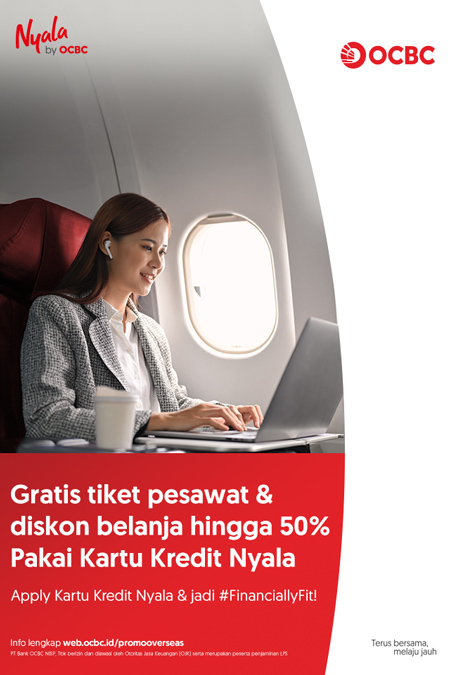 Nyala
by OCBC
OCBC
Gratis tiket pesawat &
diskon belanja hingga 50%
Pakai Kartu Kredit Nyala
Apply Kartu Kredit Nyala & jadi #FinanciallyFit!
Info lengkap web.ocbc.id/promooverseas
PT Bank OCBC NISP, Tbk berizin dan diawasi oleh Otoritas Jasa Keuangan (OJK) serta merupakan peserta penjaminan LPS
Terus bersama,
melaju jauh